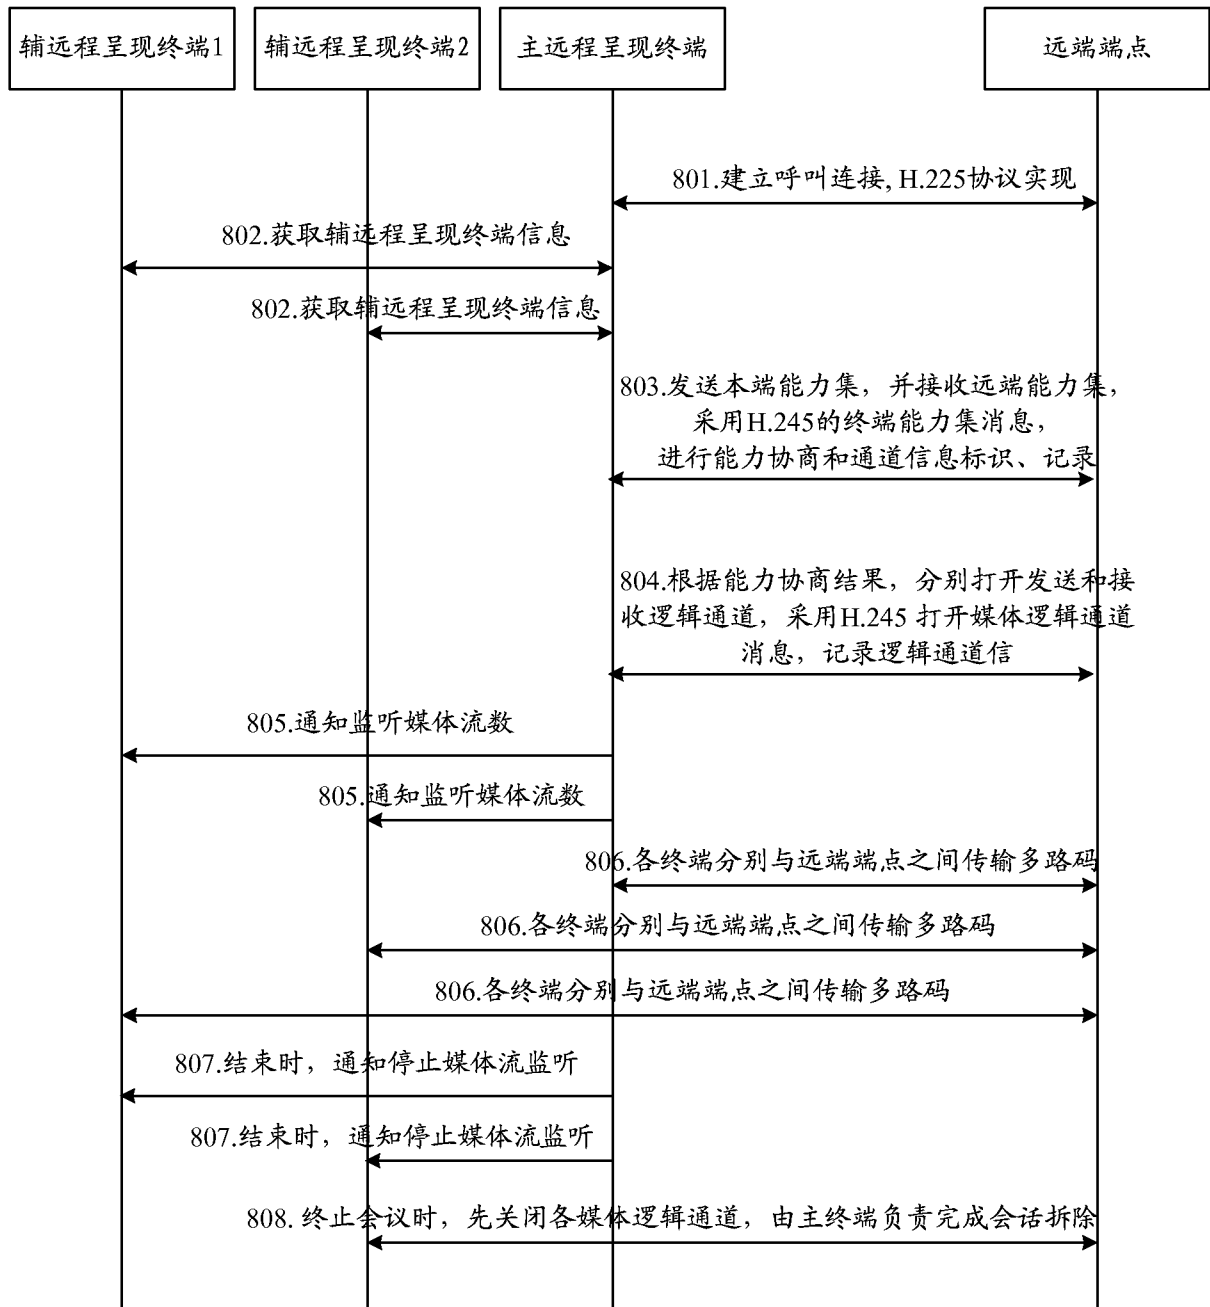 辅远程呈现终端1
辅远程呈现终端2
主远程呈现终端
远端端点
801.建立呼叫连接, H.225协议实现
802.获取辅远程呈现终端信息
802.获取辅远程呈现终端信息
803.发送本端能力集，并接收远端能力集，
采用H.245的终端能力集消息，
进行能力协商和通道信息标识、记录
804.根据能力协商结果，分别打开发送和接
收逻辑通道，采用H.245 打开媒体逻辑通道
消息，记录逻辑通道信
805.通知监听媒体流数
805.通知监听媒体流数
806.各终端分别与远端端点之间传输多路码
806.各终端分别与远端端点之间传输多路码
806.各终端分别与远端端点之间传输多路码
807.结束时，通知停止媒体流监听
807.结束时，通知停止媒体流监听
808. 终止会议时，先关闭各媒体逻辑通道，由主终端负责完成会话拆除